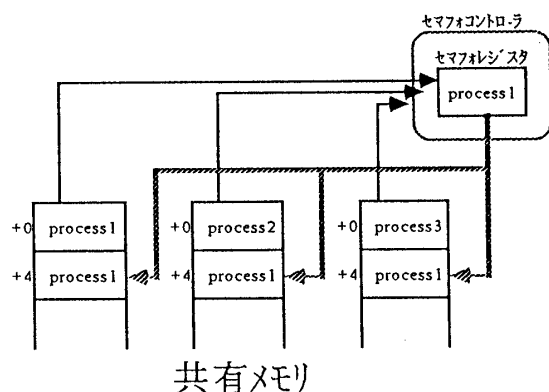 セマフォコントローラ
セマフォレジスタ
process1
+0 process1 +0 process2 +0 process3
+4 process1 +4 process1 +4 process1
共有メモリ